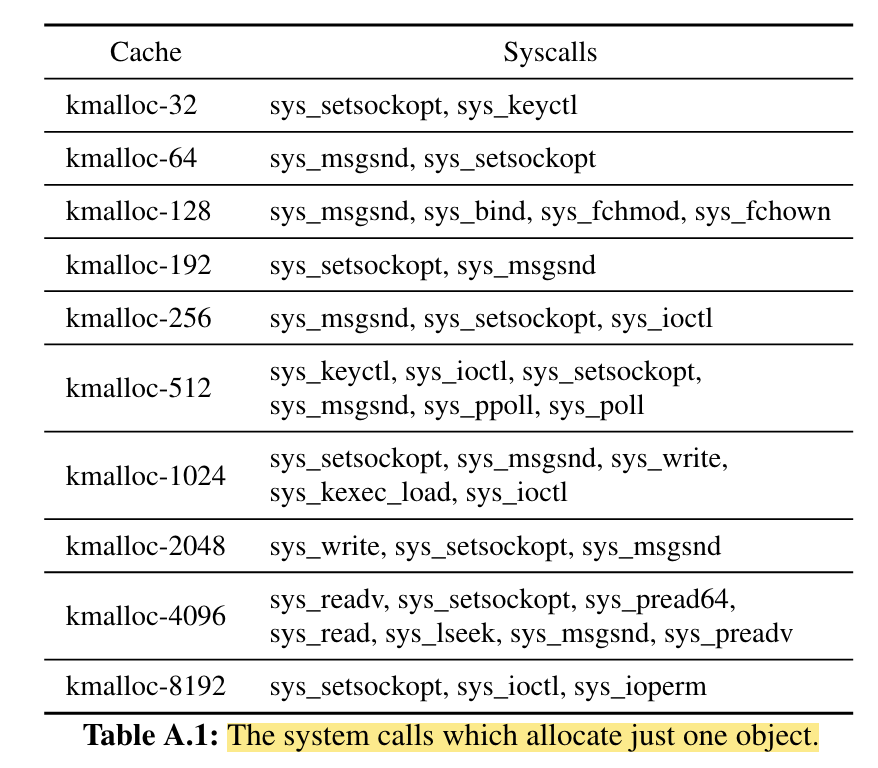 Cache Syscalls
kmalloc-32 sys_setsockopt, sys_keyctl
kmalloc-64 sys_msgsnd, sys_setsockopt
kmalloc-128 sys_msgsnd, sys_bind, sys_fchmod, sys_fchown
kmalloc-192 sys_setsockopt, sys_msgsnd
kmalloc-256 sys_msgsnd, sys_setsockopt, sys_ioctl
kmalloc-512 sys_keyctl, sys_ioctl, sys_setsockopt,
sys_msgsnd, sys_ppoll, sys_poll
kmalloc-1024 sys_setsockopt, sys_msgsnd, sys_write,
sys_kexec_load, sys_ioctl
kmalloc-2048 sys_write, sys_setsockopt, sys_msgsnd
kmalloc-4096 sys_readv, sys_setsockopt, sys_pread64,
sys_read, sys_lseek, sys_msgsnd, sys_preadv
kmalloc-8192 sys_setsockopt, sys_ioctl, sys_ioperm
Table A.1: The system calls which allocate just one object.